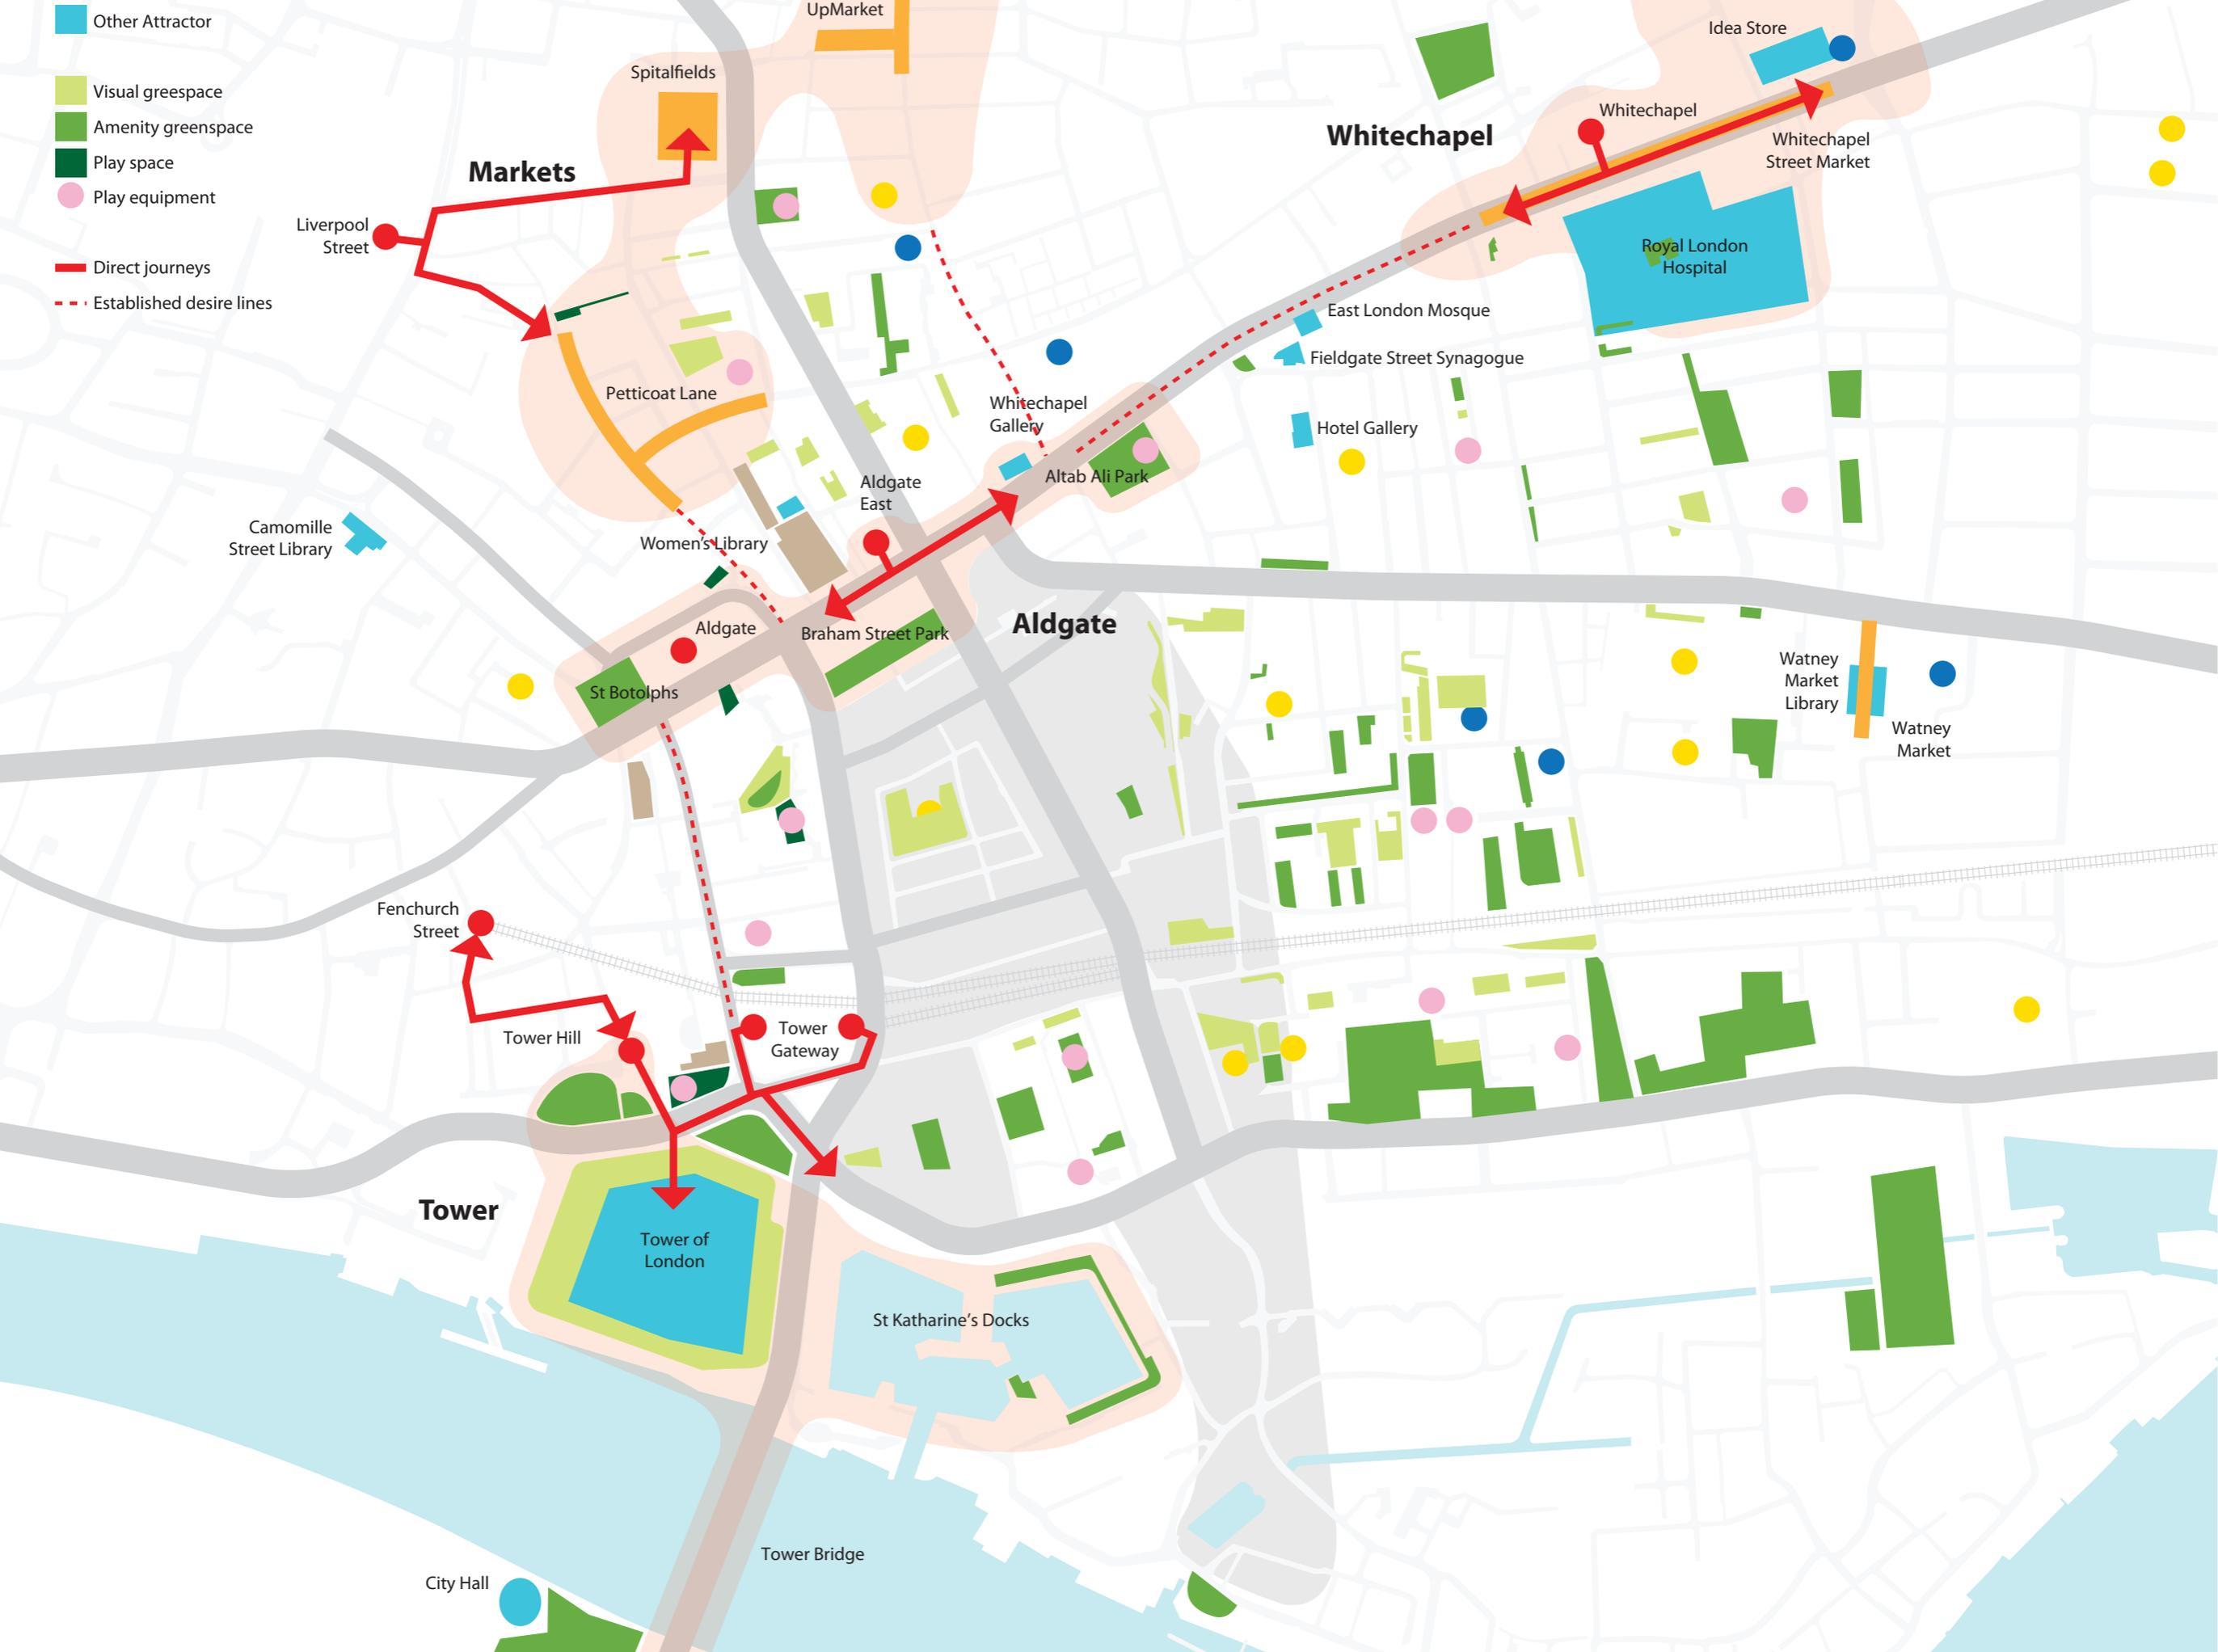 Other Attractor
Visual greespace
Amenity greenspace
Play space
Play equipment
Direct journeys
Established desire lines
UpMarket
Spitalfields
Markets
Liverpool
Street
Petticoat Lane
Whitechapel
Idea Store
Whitechapel
Whitechapel
Street Market
Royal London
Hospital
East London Mosque
Fieldgate Street Synagogue
Hotel Gallery
Whitechapel
Gallery
Altab Ali Park
Aldgate
East
Camomille
Street Library
Women's Library
Aldgate
Braham Street Park
Aldgate
St Botolphs
Watney
Market
Library
Watney
Market
Fenchurch
Street
Tower Hill
Tower
Gateway
Tower
Tower of
London
St Katharine's Docks
Tower Bridge
City Hall